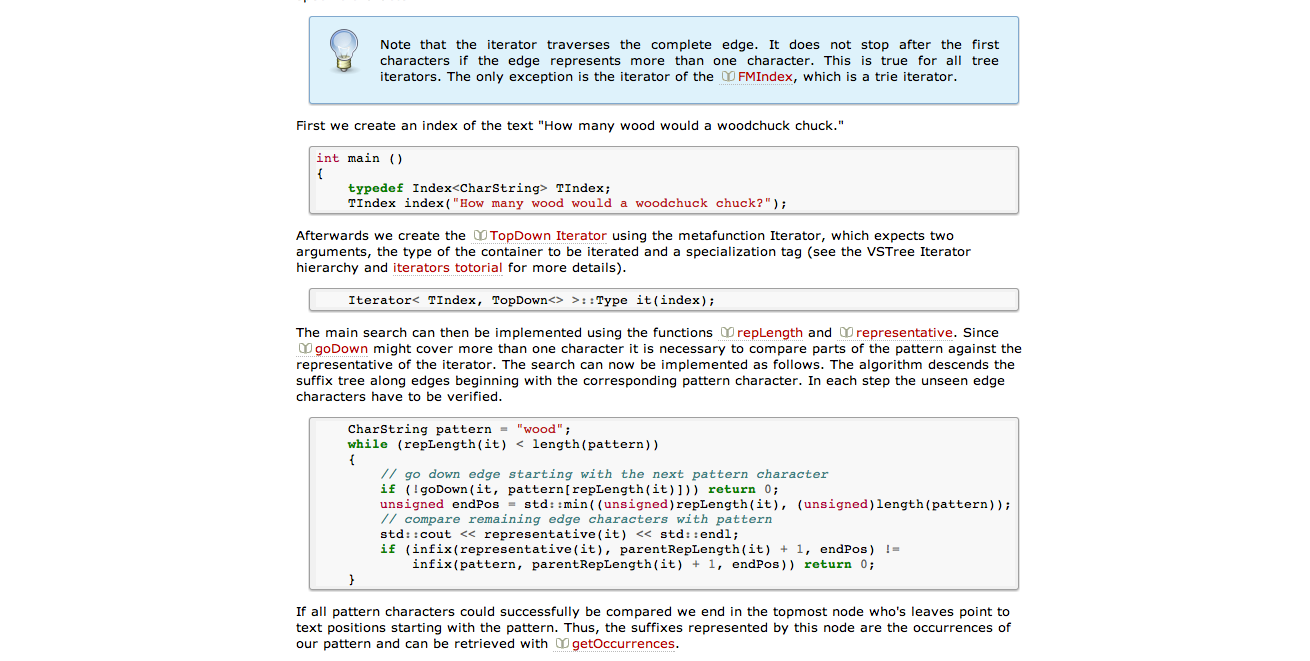 Note that the iterator traverses the complete edge. It does not stop after the first
characters if the edge represents more than one character. This is true for all tree
iterators. The only exception is the iterator of the FMIndex, which is a trie iterator.
First we create an index of the text "How many wood would a woodchuck chuck."
int main ()
{
    typedef Index<CharString> TIndex;
    TIndex index("How many wood would a woodchuck chuck?");
Afterwards we create the TopDown Iterator using the metafunction Iterator, which expects two
arguments, the type of the container to be iterated and a specialization tag (see the VSTree Iterator
hierarchy and iterators totorial for more details).
    Iterator< TIndex, TopDown<> >::Type it(index);
The main search can then be implemented using the functions repLength and representative. Since
goDown might cover more than one character it is necessary to compare parts of the pattern against the
representative of the iterator. The search can now be implemented as follows. The algorithm descends the
suffix tree along edges beginning with the corresponding pattern character. In each step the unseen edge
characters have to be verified.
    CharString pattern = "wood";
    while (repLength(it) < length(pattern))
    {
        // go down edge starting with the next pattern character
        if (!goDown(it, pattern[repLength(it)])) return 0;
        unsigned endPos = std::min((unsigned)repLength(it), (unsigned)length(pattern));
        // compare remaining edge characters with pattern
        std::cout << representative(it) << std::endl;
        if (infix(representative(it), parentRepLength(it) + 1, endPos) !=
            infix(pattern, parentRepLength(it) + 1, endPos)) return 0;
    }
If all pattern characters could successfully be compared we end in the topmost node who's leaves point to
text positions starting with the pattern. Thus, the suffixes represented by this node are the occurrences of
our pattern and can be retrieved with getOccurrences.